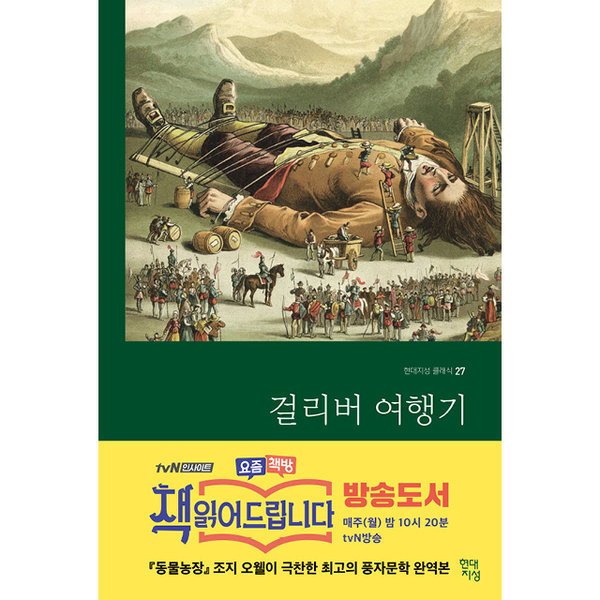 현대지성 클래식 27
걸리버 여행기
tvN 인사이트
요즘책방
책 읽어드립니다
방송도서
매주(월) 밤 10시 20분
tvN방송
『동물농장』 조지 오웰이 극찬한 최고의 풍자문학 완역본
현대
지성